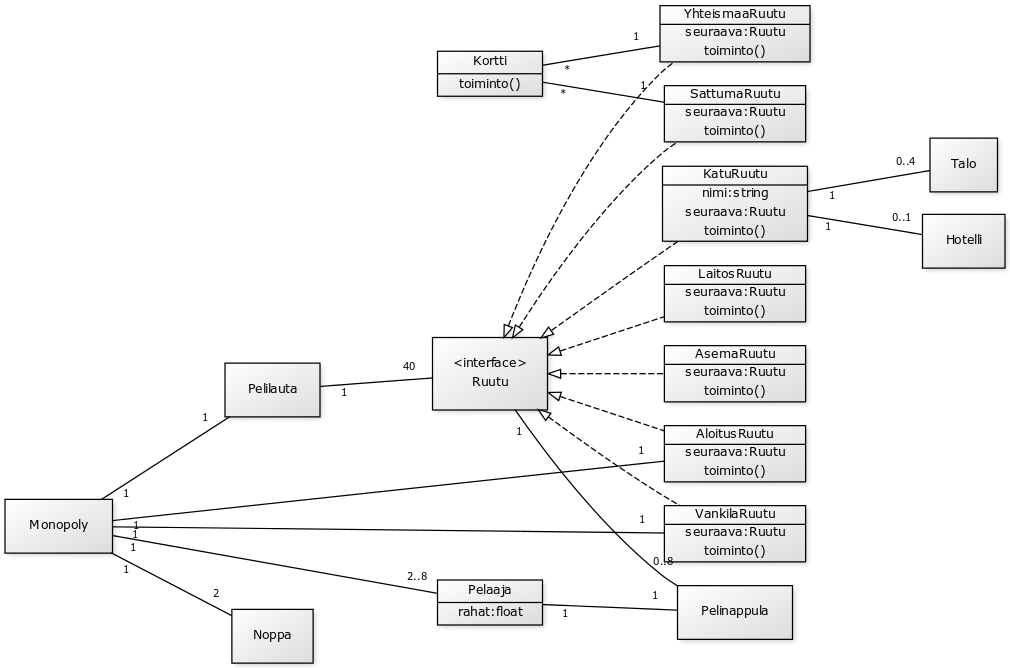 YhteismaaRuutu
seuraava:Ruutu
toiminto()
1
Kortti
toiminto()
*
*
1
SattumaRuutu
seuraava:Ruutu
toiminto()
KatuRuutu
nimi:string
seuraava:Ruutu
toiminto()
1
0..4
Talo
1
0..1
Hotelli
LaitosRuutu
seuraava:Ruutu
toiminto()
<interface>
Ruutu
AsemaRuutu
seuraava:Ruutu
toiminto()
Pelilauta
1
40
1
1
1
AloitusRuutu
seuraava:Ruutu
toiminto()
1
VankilaRuutu
seuraava:Ruutu
toiminto()
1
0..8
Monopoly
1
1
1
1
2..8
Pelaaja
rahat:float
1
1
Pelinappula
2
Noppa